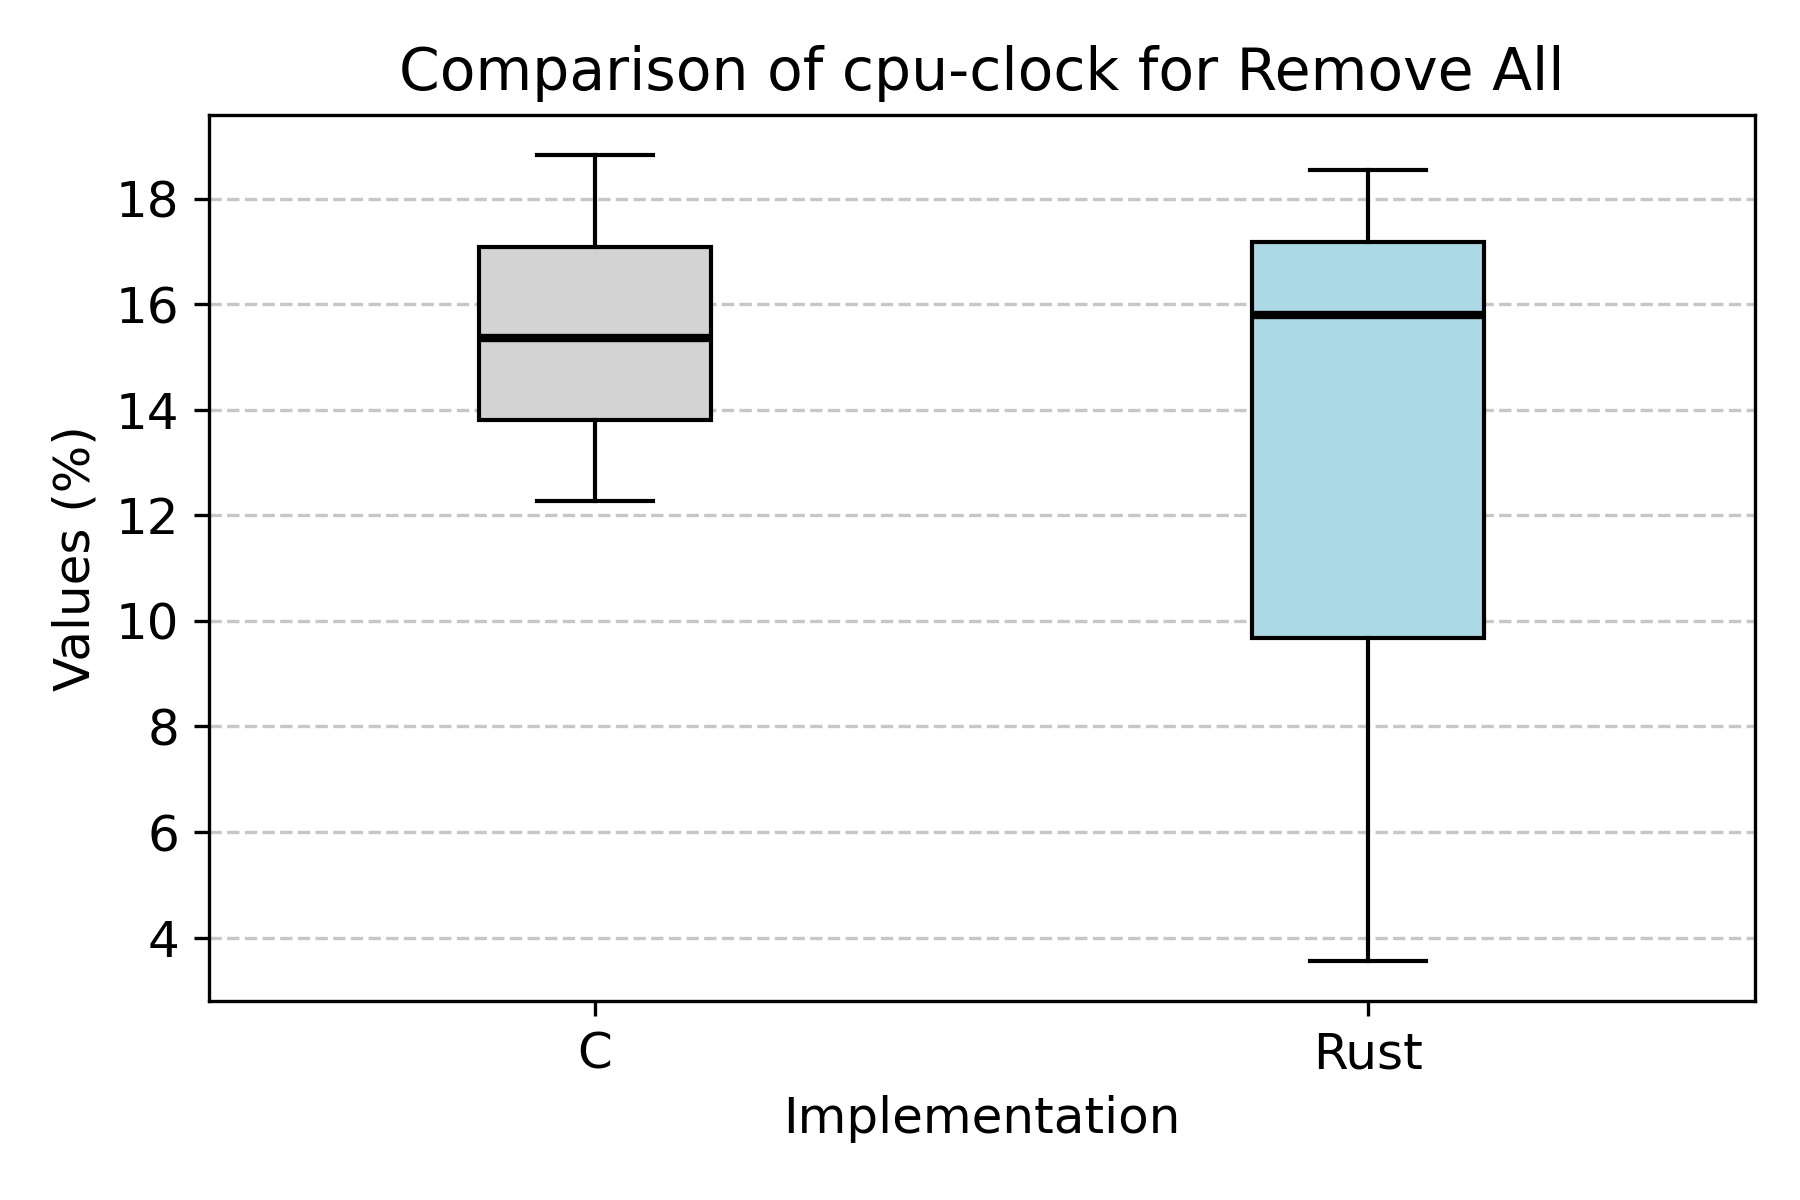 Comparison of cpu-clock for Remove All
Values (%)
18
16
14
12
10
8
6
4
C
Rust
Implementation